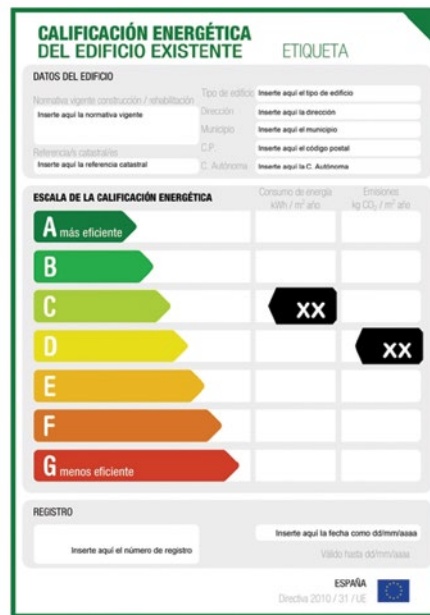 CALIFICACIÓN ENERGÉTICA
DEL EDIFICIO EXISTENTE ETIQUETA
DATOS DEL EDIFICIO
Normativa vigente construcción / rehabilitación
Inserte aquí la normativa vigente
Referencia/s catastral/es
Inserte aquí la referencia catastral
Tipo de edificio Inserte aquí el tipo de edificio
Dirección Inserte aquí la dirección
Municipio Inserte aquí el municipio
C.P. Inserte aquí el código postal
C. Autónoma Inserte aquí la C. Autónoma
ESCALA DE LA CALIFICACIÓN ENERGÉTICA
Consumo de energía
kWh / m² año
Emisiones
kg CO₂ / m² año
A más eficiente
B
C XX
D XX
E
F
G menos eficiente
REGISTRO
Inserte aquí el número de registro
Inserte aquí la fecha como dd/mm/aaaa
Válido hasta dd/mm/aaaa
ESPAÑA
Directiva 2010 / 31 / UE